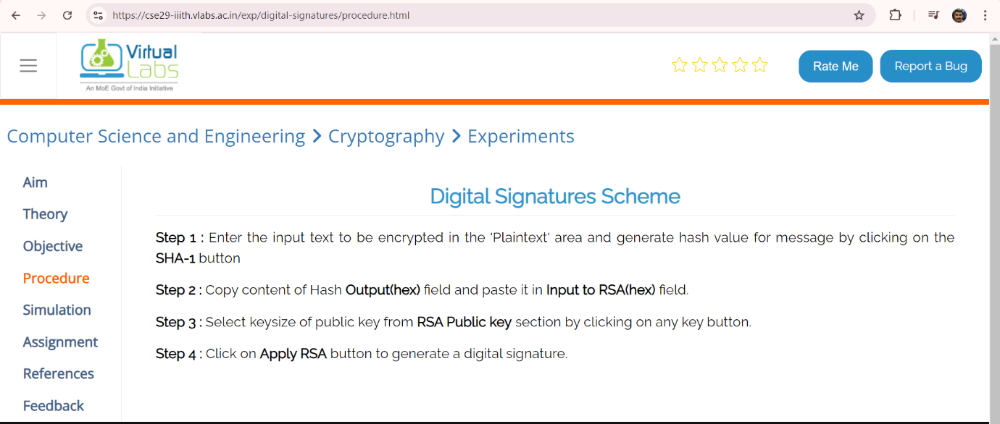 https://cse29-iiith.vlabs.ac.in/exp/digital-signatures/procedure.html
Virtual
Labs
An MoE Govt of India Initiative
Rate Me
Report a Bug
Computer Science and Engineering > Cryptography > Experiments
Aim
Theory
Objective
Procedure
Simulation
Assignment
References
Feedback
Digital Signatures Scheme
Step 1 : Enter the input text to be encrypted in the 'Plaintext' area and generate hash value for message by clicking on the
SHA-1 button
Step 2 : Copy content of Hash Output(hex) field and paste it in Input to RSA(hex) field.
Step 3 : Select keysize of public key from RSA Public key section by clicking on any key button.
Step 4 : Click on Apply RSA button to generate a digital signature.